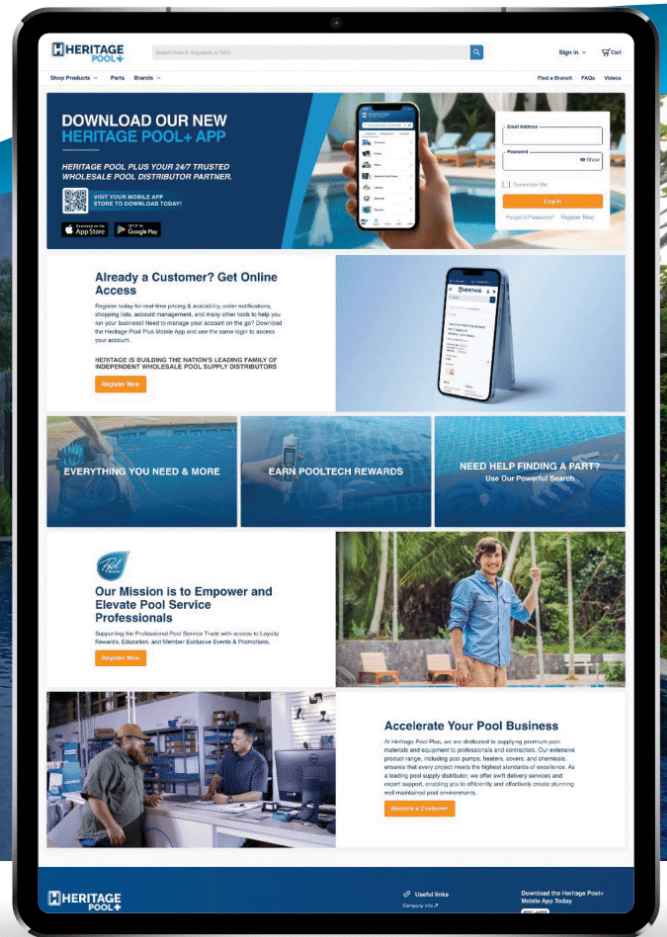 HERITAGE
POOL+
Search Item #, Keyword, or SKU
Sign In
Cart
Shop Products
Parts
Brands
Find a Branch
FAQs
Videos
DOWNLOAD OUR NEW
HERITAGE POOL+ APP
HERITAGE POOL PLUS YOUR 24/7 TRUSTED
WHOLESALE POOL DISTRIBUTOR PARTNER.
VISIT YOUR MOBILE APP
STORE TO DOWNLOAD TODAY!
Download on the
App Store
GET IT ON
Google Play
Email Address
Password
Show
Remember Me
Log In
Forgot Of Password?
Register Now
Already a Customer? Get Online
Access
Register today for real-time pricing & availability, order notifications,
shopping lists, account management, and many other tools to help you
run your business! Need to manage your account on the go? Download
the Heritage Pool Plus Mobile App and use the same login to access
your account.
HERITAGE IS BUILDING THE NATION'S LEADING FAMILY OF
INDEPENDENT WHOLESALE POOL SUPPLY DISTRIBUTORS
Register Now
HERITAGE
EVERYTHING YOU NEED & MORE
EARN POOLTECH REWARDS
NEED HELP FINDING A PART?
Use Our Powerful Search
Pool
TECH
Our Mission is to Empower and
Elevate Pool Service
Professionals
Supporting the Professional Pool Service Trade with access to Loyalty
Rewards, Education, and Member Exclusive Events & Promotions.
Register Now
Accelerate Your Pool Business
At Heritage Pool Plus, we are dedicated to supplying premium pool
materials and equipment to professionals and contractors. Our extensive
product range, including pool pumps, heaters, covers, and chemicals,
ensures that every project meets the highest standards of excellence. As
a leading pool supply distributor, we offer swift delivery services and
expert support, enabling you to efficiently and effectively create stunning
well-maintained pool environments.
Become a Customer
HERITAGE
POOL+
Useful links
Company Info
Download the Heritage Pool+
Mobile App Today